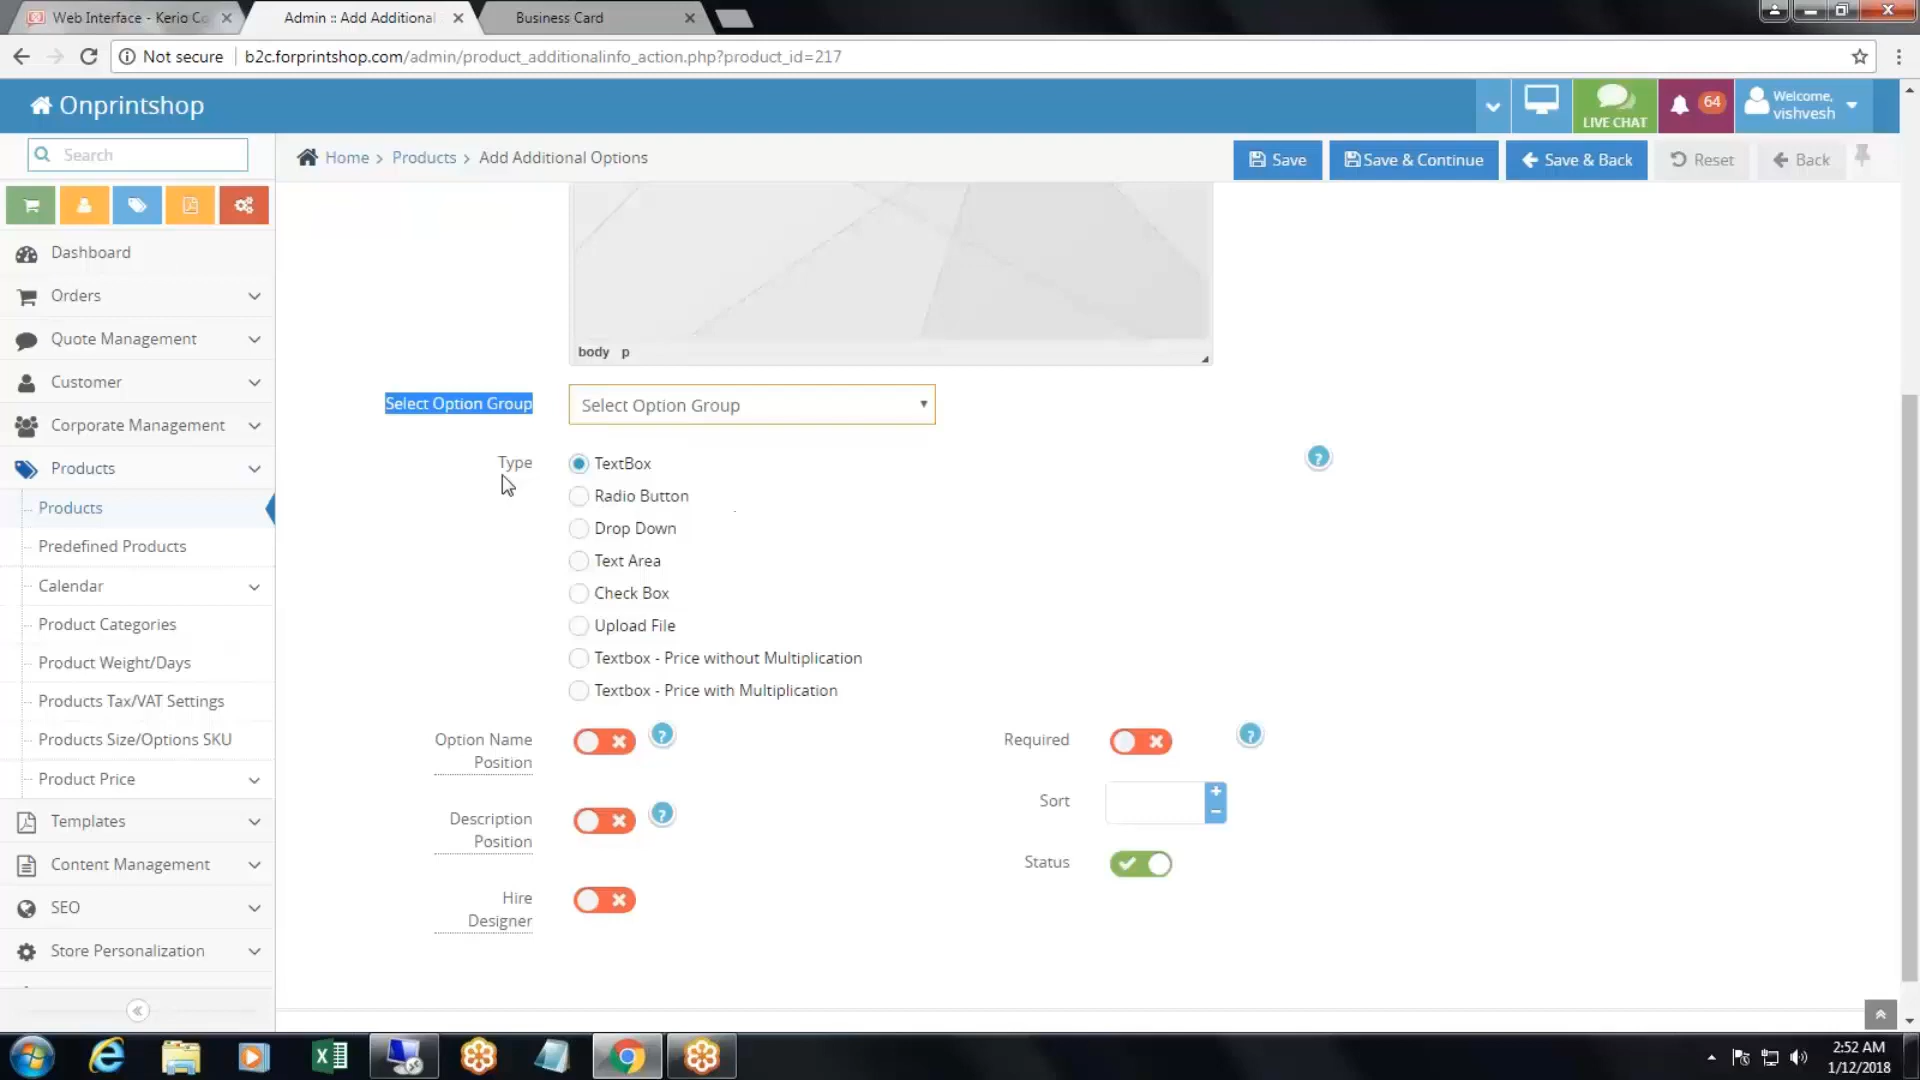 Web Interface - Kerio Co
Admin :: Add Additional
Business Card
Not secure
b2c.forprintshop.com/admin/product_additionalinfo_action.php?product_id=217
Onprintshop
LIVE CHAT
64
Welcome,
vishvesh
Search
Home > Products > Add Additional Options
Save
Save & Continue
Save & Back
Reset
Back
Dashboard
Orders
Quote Management
Customer
Corporate Management
Products
Products
Predefined Products
Calendar
Product Categories
Product Weight/Days
Products Tax/VAT Settings
Products Size/Options SKU
Product Price
Templates
Content Management
SEO
Store Personalization
body p
Select Option Group
Select Option Group
Type
TextBox
Radio Button
Drop Down
Text Area
Check Box
Upload File
Textbox - Price without Multiplication
Textbox - Price with Multiplication
Option Name
Position
Required
Sort
Description
Position
Status
Hire
Designer
2:52 AM
1/12/2018